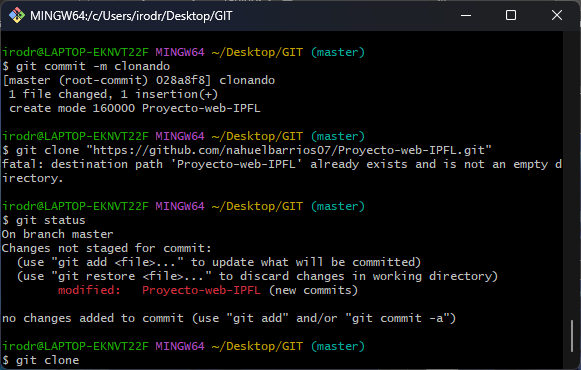 MINGW64:/c/Users/irodr/Desktop/GIT
irodr@LAPTOP-EKNVT22F MINGW64 ~/Desktop/GIT (master)
$ git commit -m clonando
[master (root-commit) 028a8f8] clonando
 1 file changed, 1 insertion(+)
 create mode 160000 Proyecto-web-IPFL
irodr@LAPTOP-EKNVT22F MINGW64 ~/Desktop/GIT (master)
$ git clone "https://github.com/nahuelbarrios07/Proyecto-web-IPFL.git"
fatal: destination path 'Proyecto-web-IPFL' already exists and is not an empty d
irectory.
irodr@LAPTOP-EKNVT22F MINGW64 ~/Desktop/GIT (master)
$ git status
On branch master
Changes not staged for commit:
  (use "git add <file>..." to update what will be committed)
  (use "git restore <file>..." to discard changes in working directory)
        modified:   Proyecto-web-IPFL (new commits)
no changes added to commit (use "git add" and/or "git commit -a")
irodr@LAPTOP-EKNVT22F MINGW64 ~/Desktop/GIT (master)
$ git clone